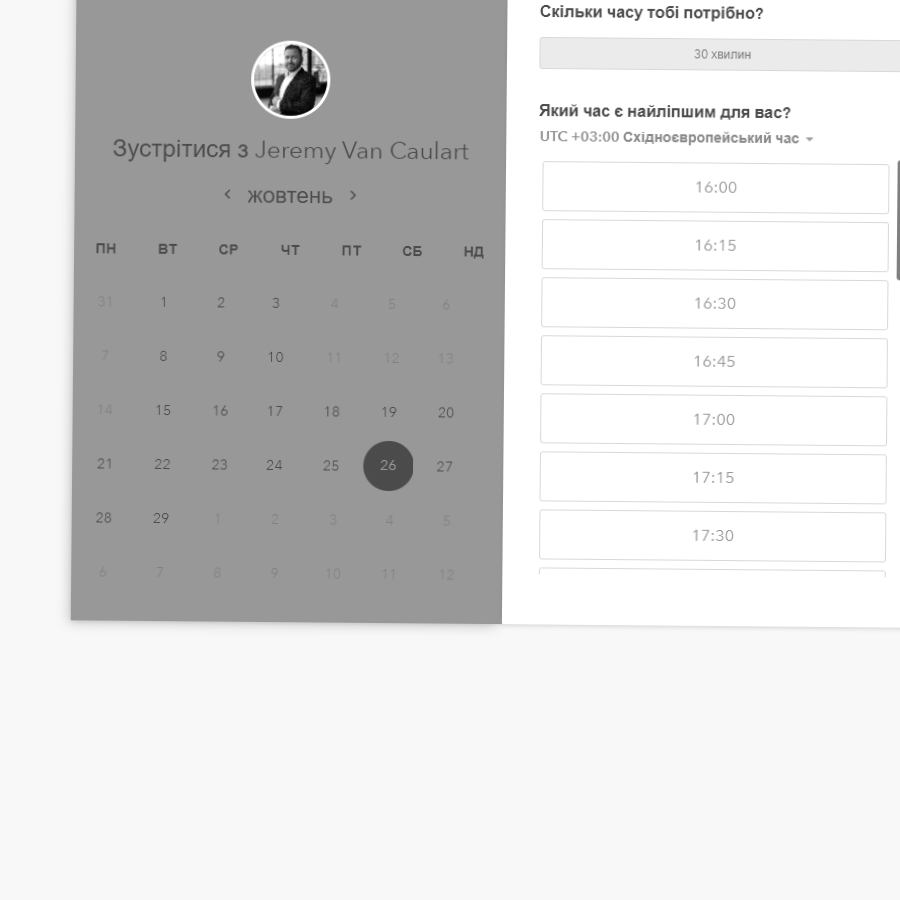 Зустрітися з Jeremy Van Caulart
жовтень
ПН ВТ СР ЧТ ПТ СБ НД
31 1 2 3 4 5 6
7 8 9 10 11 12 13
14 15 16 17 18 19 20
21 22 23 24 25 26 27
28 29 1 2 3 4 5
6 7 8 9 10 11 12
Скільки часу тобі потрібно?
30 хвилин
Який час є найліпшим для вас?
UTC +03:00 Східноєвропейський час
16:00
16:15
16:30
16:45
17:00
17:15
17:30